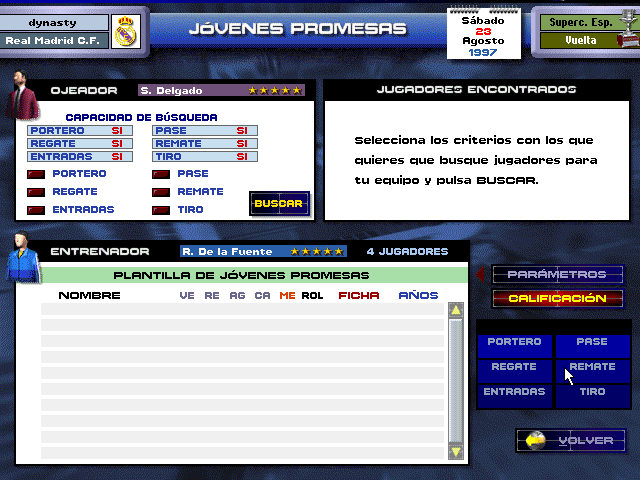 dynasty
Real Madrid C.F.
JÓVENES PROMESAS
Sábado
23
Agosto
1997
Superc. Esp.
Vuelta
OJEADOR S. Delgado
CAPACIDAD DE BÚSQUEDA
PORTERO SI PASE SI
REGATE SI REMATE SI
ENTRADAS SI TIRO SI
PORTERO PASE
REGATE REMATE
ENTRADAS TIRO
BUSCAR
JUGADORES ENCONTRADOS
Selecciona los criterios con los que
quieres que busque jugadores para
tu equipo y pulsa BUSCAR.
ENTRENADOR R. De la Fuente 4 JUGADORES
PLANTILLA DE JÓVENES PROMESAS
NOMBRE VE RE AG CA ME ROL FICHA AÑOS
PARÁMETROS
CALIFICACIÓN
PORTERO PASE
REGATE REMATE
ENTRADAS TIRO
VOLVER